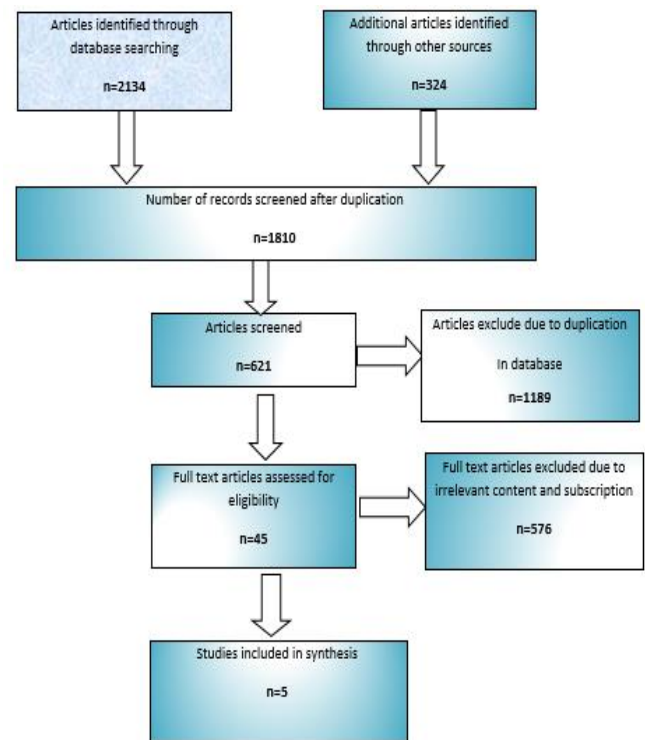 Articles identified through
database searching
n=2134
Additional articles identified
through other sources
n=324
Number of records screened after duplication
n=1810
Articles screened
n=621
Articles exclude due to duplication
In database
n=1189
Full text articles assessed for
eligibility
n=45
Full text articles excluded due to
irrelevant content and subscription
n=576
Studies included in synthesis
n=5